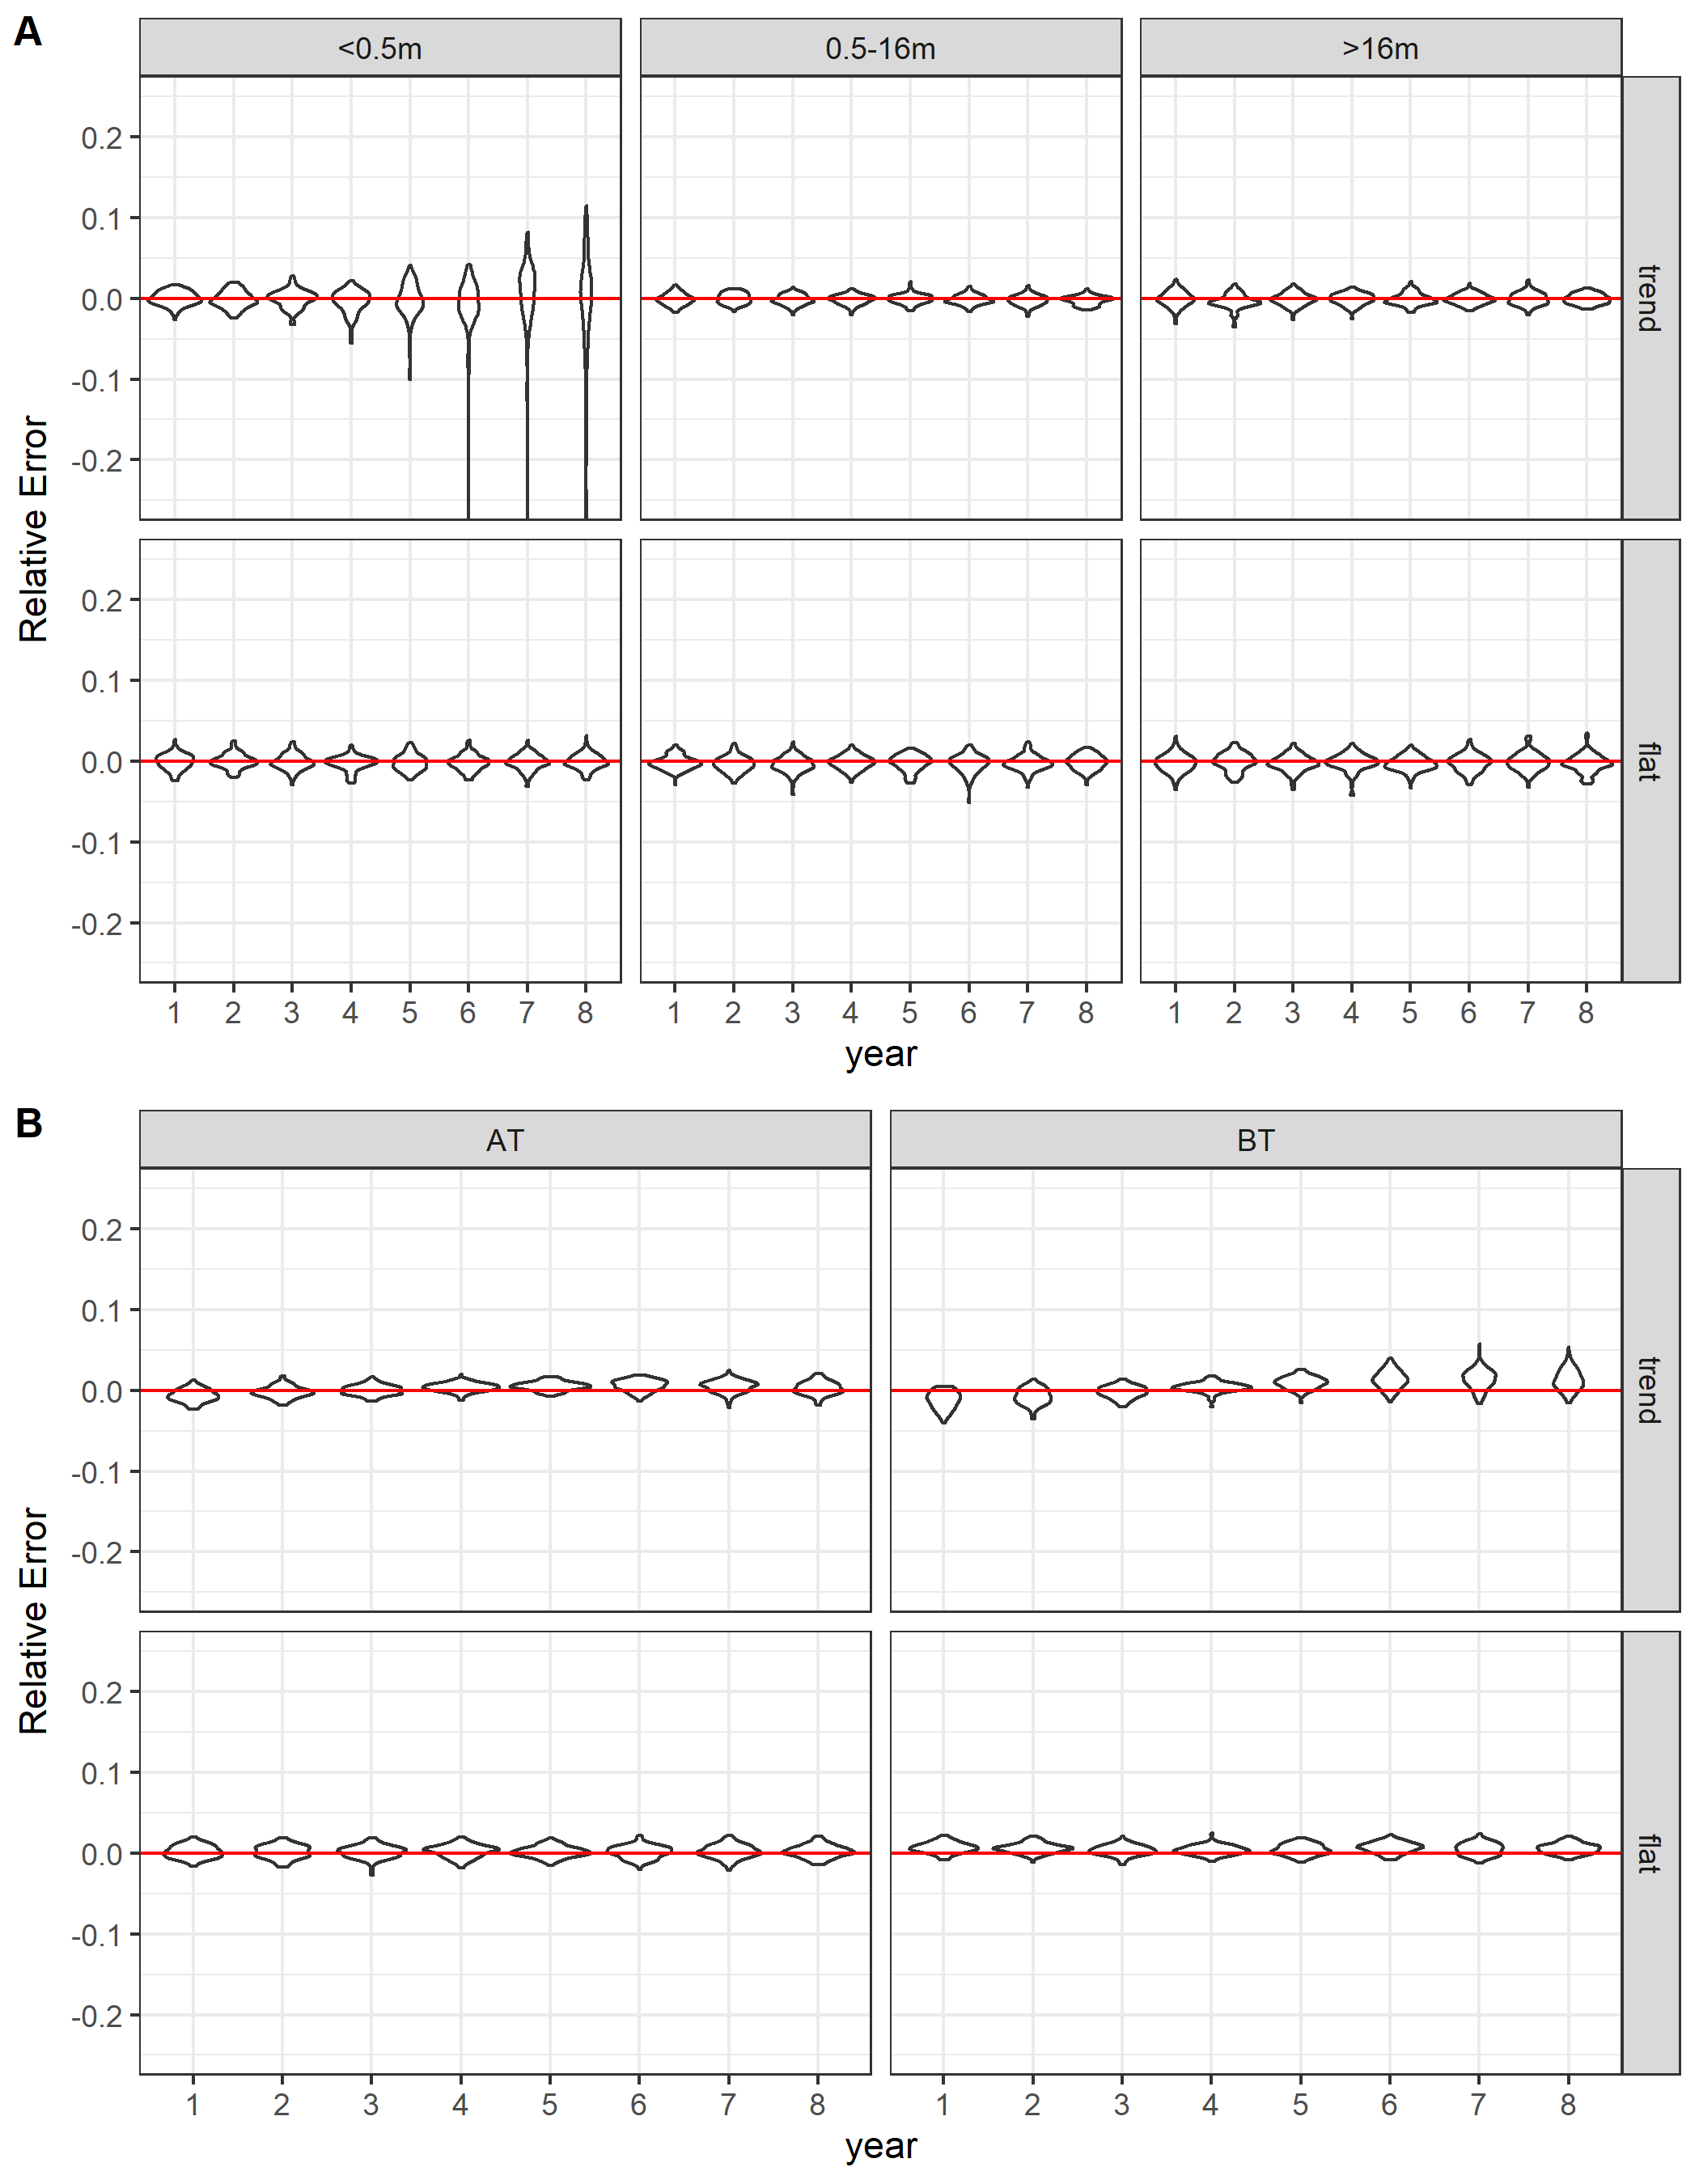 A
<0.5m 0.5-16m >16m
0.2
0.1
0.0
-0.1
-0.2
trend
0.2
0.1
0.0
-0.1
-0.2
flat
Relative Error
1 2 3 4 5 6 7 8 1 2 3 4 5 6 7 8 1 2 3 4 5 6 7 8
year
B
AT BT
0.2
0.1
0.0
-0.1
-0.2
trend
0.2
0.1
0.0
-0.1
-0.2
flat
Relative Error
1 2 3 4 5 6 7 8 1 2 3 4 5 6 7 8
year